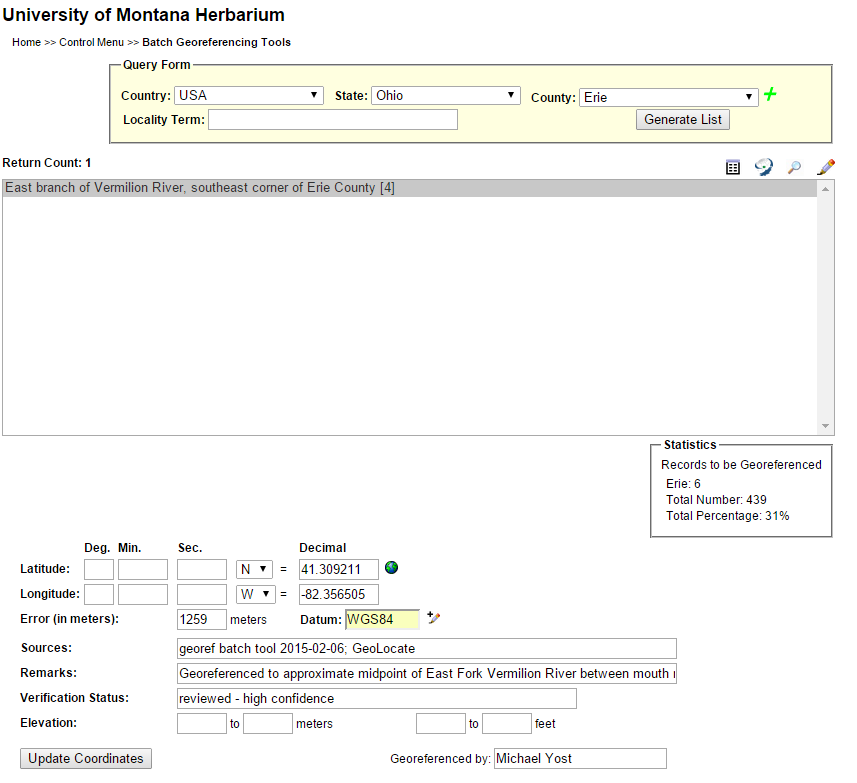 University of Montana Herbarium
Home >> Control Menu >> Batch Georeferencing Tools
Query Form
Country: USA State: Ohio County: Erie
Locality Term: Generate List
Return Count: 1
East branch of Vermilion River, southeast corner of Erie County [4]
Statistics
Records to be Georeferenced
Erie: 6
Total Number: 439
Total Percentage: 31%
Deg. Min. Sec. Decimal
Latitude: N = 41.309211
Longitude: W = -82.356505
Error (in meters): 1259 meters Datum: WGS84
Sources: georef batch tool 2015-02-06; GeoLocate
Remarks: Georeferenced to approximate midpoint of East Fork Vermilion River between mouth
Verification Status: reviewed - high confidence
Elevation: to meters to feet
Update Coordinates Georeferenced by: Michael Yost